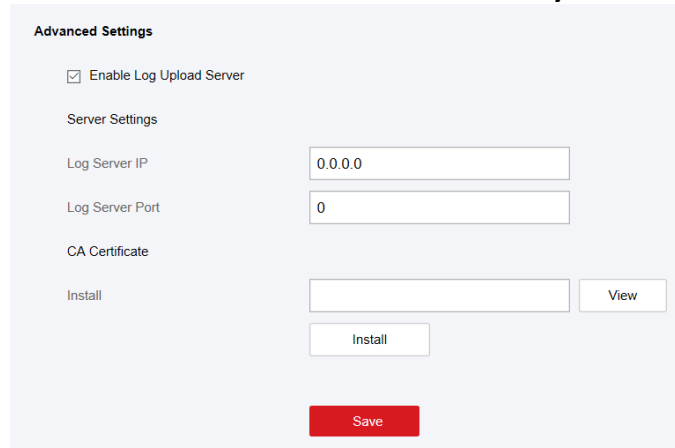 Advanced Settings
Enable Log Upload Server
Server Settings
Log Server IP 0.0.0.0
Log Server Port 0
CA Certificate
Install View
Install
Save